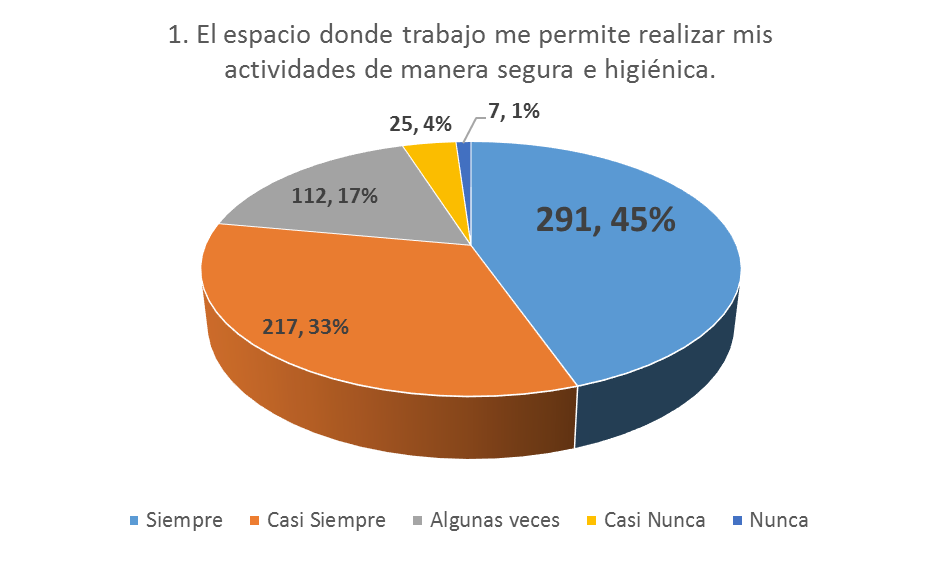 1. El espacio donde trabajo me permite realizar mis
actividades de manera segura e higiénica.
7, 1%
25, 4%
112, 17%
291, 45%
217, 33%
Siempre Casi Siempre Algunas veces Casi Nunca Nunca